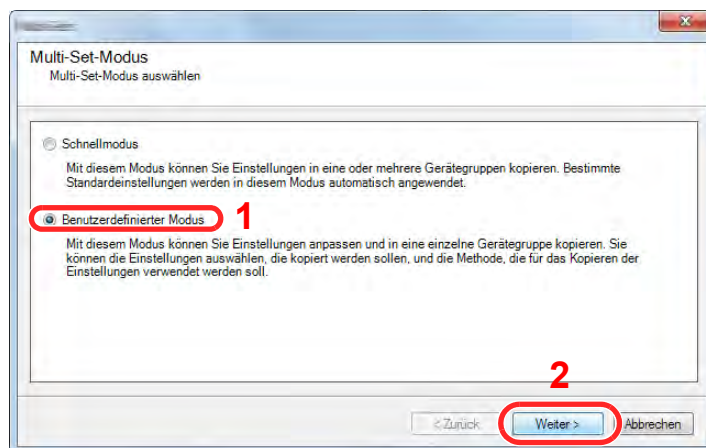 Multi-Set-Modus
Multi-Set-Modus auswählen
Schnellmodus
Mit diesem Modus können Sie Einstellungen in eine oder mehrere Gerätegruppen kopieren. Bestimmte
Standardeinstellungen werden in diesem Modus automatisch angewendet.
Benutzerdefinierter Modus 1
Mit diesem Modus können Sie Einstellungen anpassen und in eine einzelne Gerätegruppe kopieren. Sie
können die Einstellungen auswählen, die kopiert werden sollen, und die Methode, die für das Kopieren der
Einstellungen verwendet werden soll.
2
< Zurück Weiter > Abbrechen